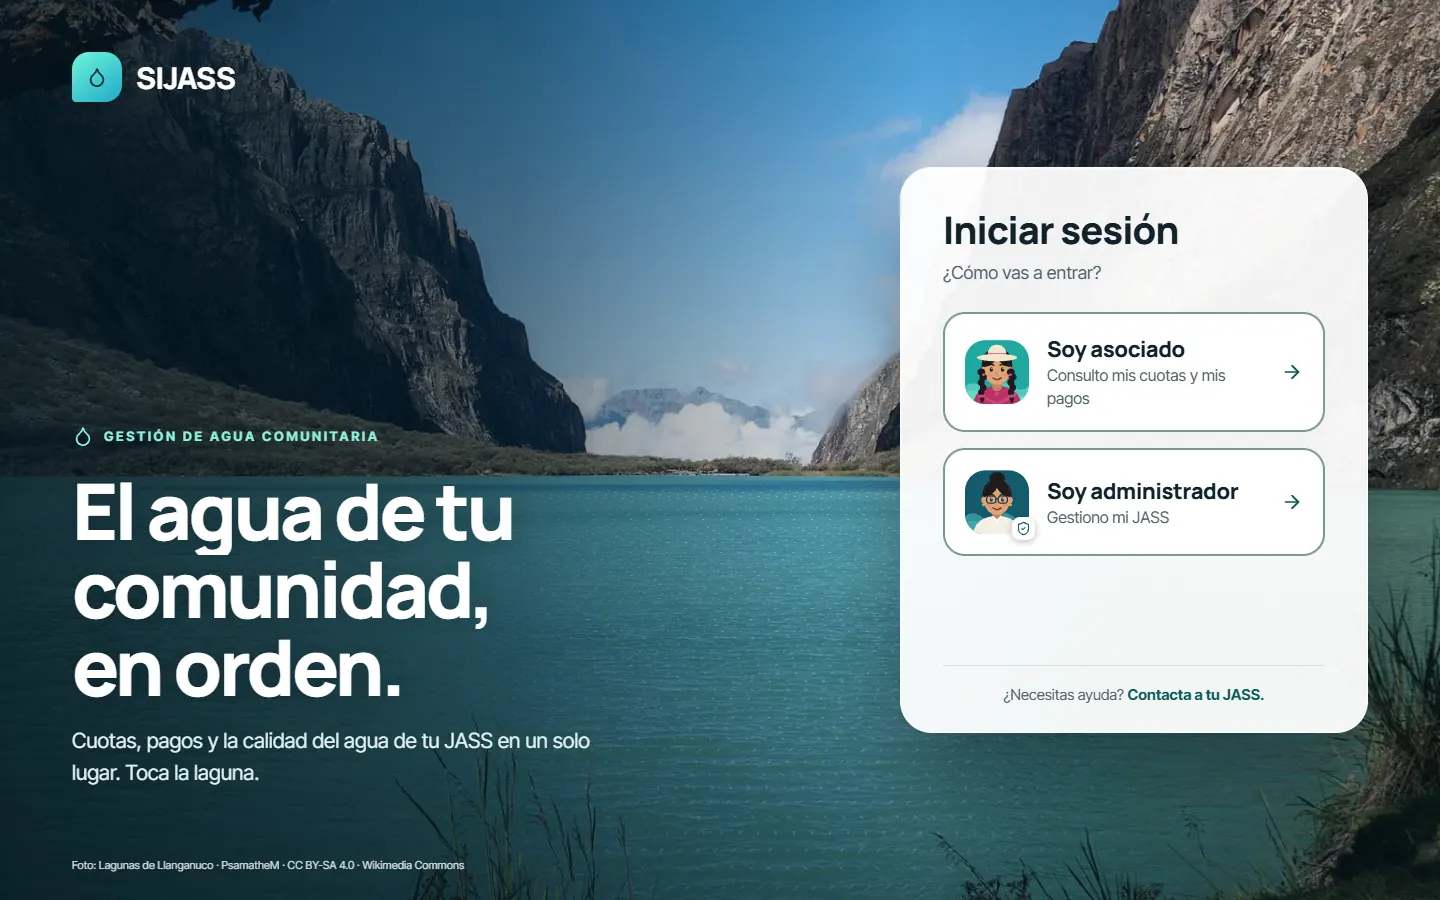 SIJASS
GESTIÓN DE AGUA COMUNITARIA
El agua de tu
comunidad,
en orden.
Cuotas, pagos y la calidad del agua de tu JASS en un solo
lugar. Toca la laguna.
Foto: Lagunas de Llanganuco · PsamatheM · CC BY-SA 4.0 · Wikimedia Commons
Iniciar sesión
¿Cómo vas a entrar?
Soy asociado
Consulto mis cuotas y mis
pagos
Soy administrador
Gestiono mi JASS
¿Necesitas ayuda? Contacta a tu JASS.